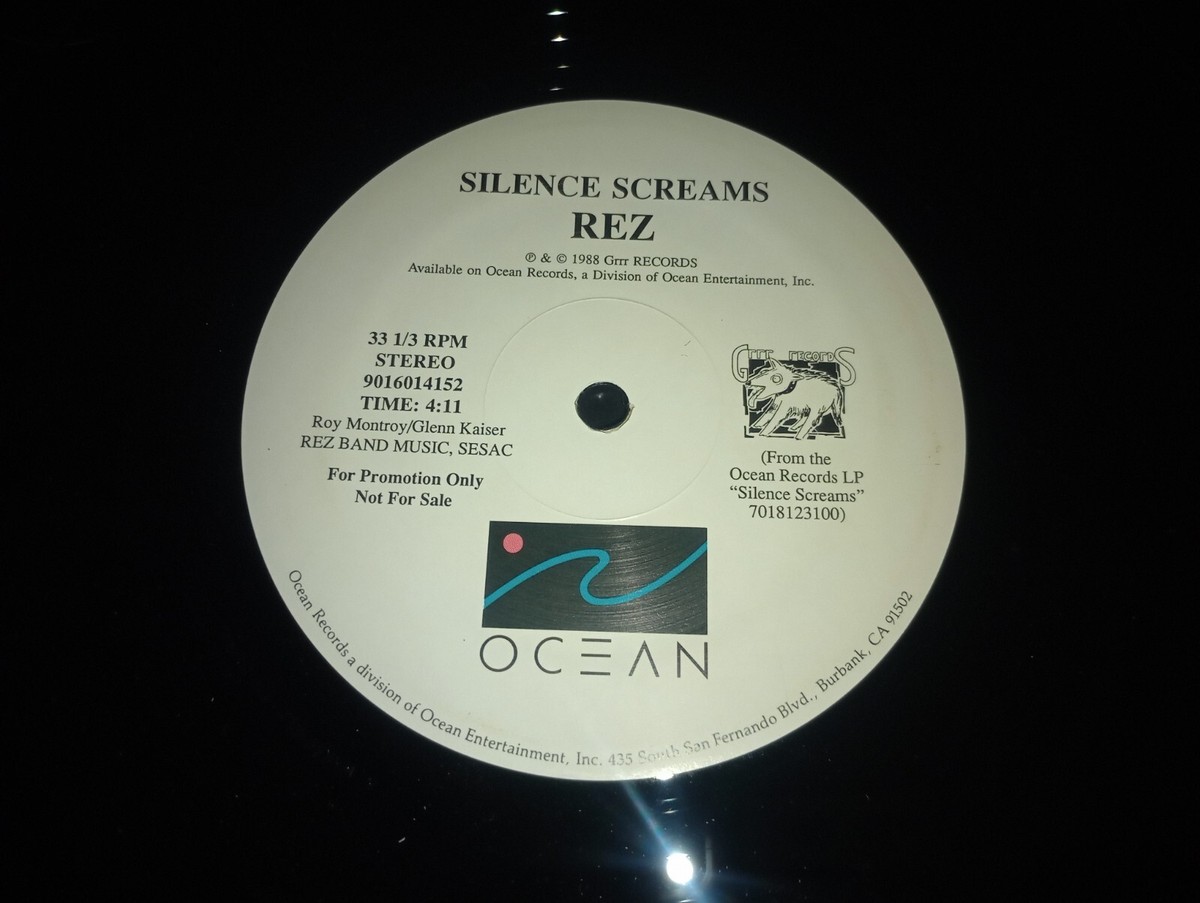 SILENCE SCREAMS
REZ
℗ & © 1988 Grrr RECORDS
Available on Ocean Records, a Division of Ocean Entertainment, Inc.
33 1/3 RPM
STEREO
9016014152
TIME: 4:11
Roy Montroy/Glenn Kaiser
REZ BAND MUSIC, SESAC
For Promotion Only
Not For Sale
Grrr records
(From the
Ocean Records LP
“Silence Screams”
7018123100)
OCEAN
Ocean Records a division of Ocean Entertainment, Inc. 435 South San Fernando Blvd., Burbank, CA 91502